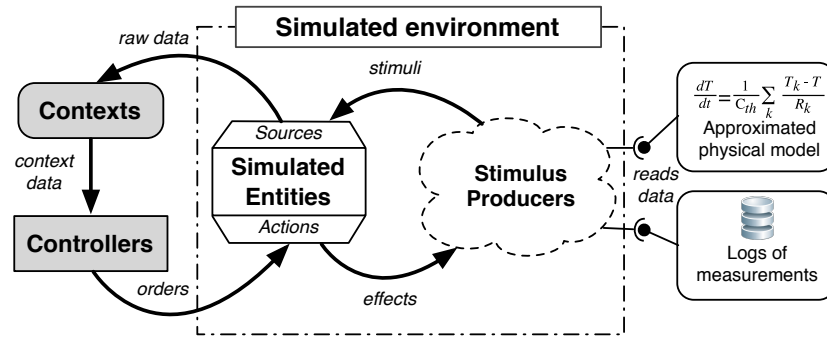 Simulated environment
raw data
stimuli
Contexts
context
data
Controllers
orders
Sources
Simulated
Entities
Actions
effects
Stimulus
Producers
reads
data
dT/dt = 1/C_th ∑_k (T_k - T)/R_k
Approximated
physical model
Logs of
measurements